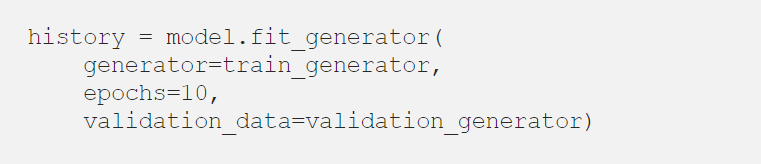 history = model.fit_generator(
    generator=train_generator,
    epochs=10,
    validation_data=validation_generator)